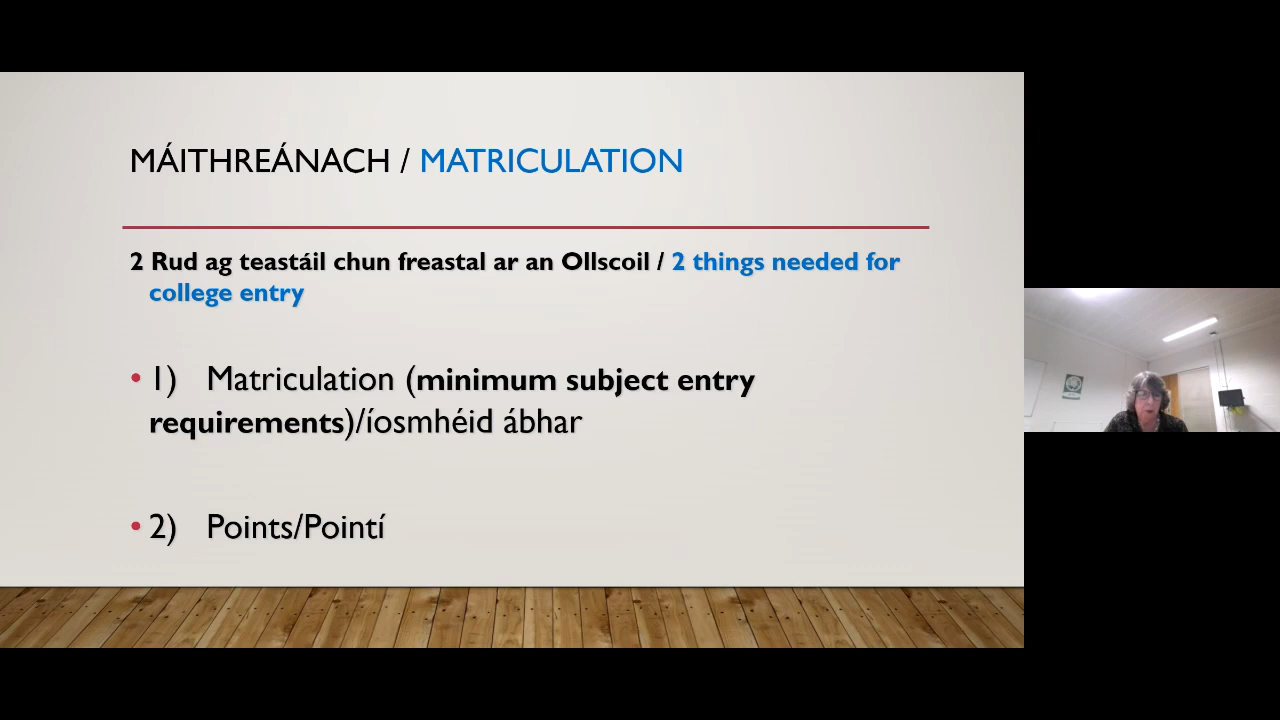 MÁITHREÁNACH / MATRICULATION
2 Rud ag teastáil chun freastal ar an Ollscoil / 2 things needed for
college entry
• 1) Matriculation (minimum subject entry
requirements)/íosmhéid ábhar
• 2) Points/Pointí